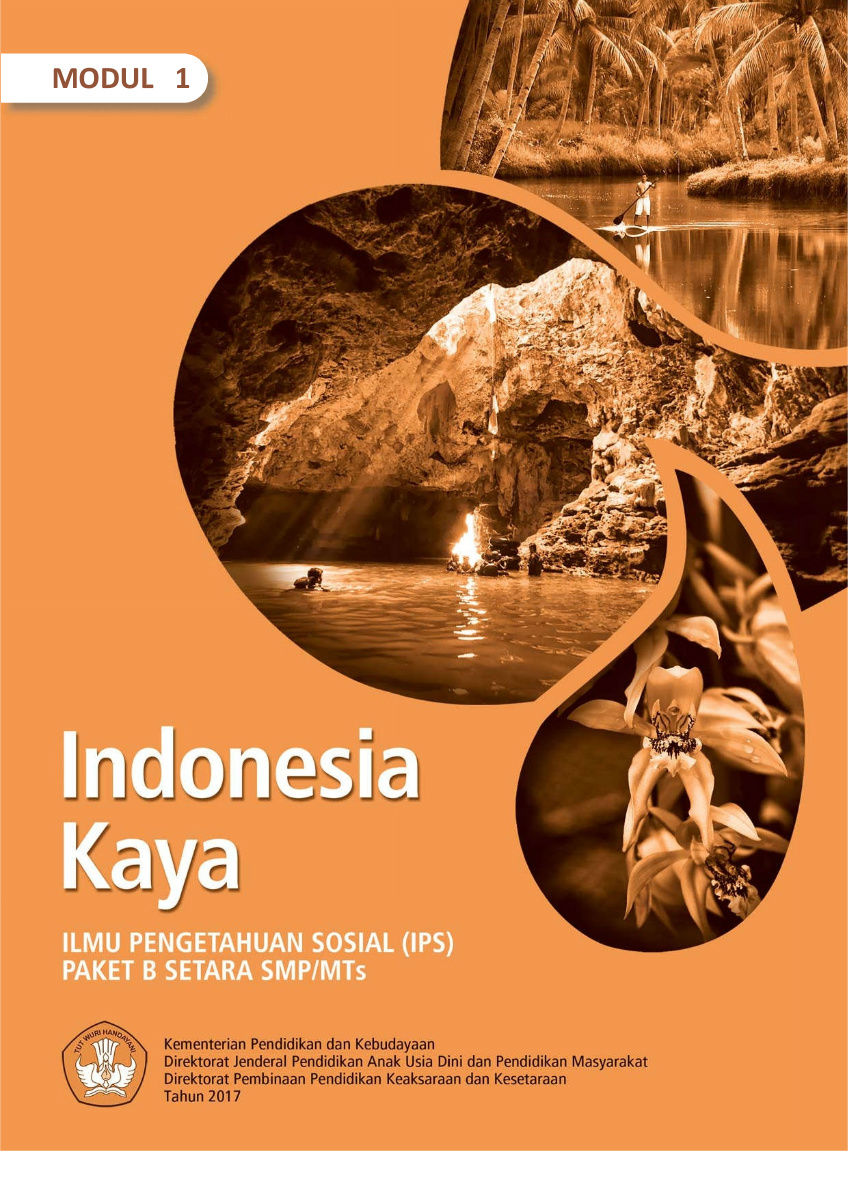 MODUL 1
Indonesia
Kaya
ILMU PENGETAHUAN SOSIAL (IPS)
PAKET B SETARA SMP/MTs
TUT WURI HANDAYANI
Kementerian Pendidikan dan Kebudayaan
Direktorat Jenderal Pendidikan Anak Usia Dini dan Pendidikan Masyarakat
Direktorat Pembinaan Pendidikan Keaksaraan dan Kesetaraan
Tahun 2017